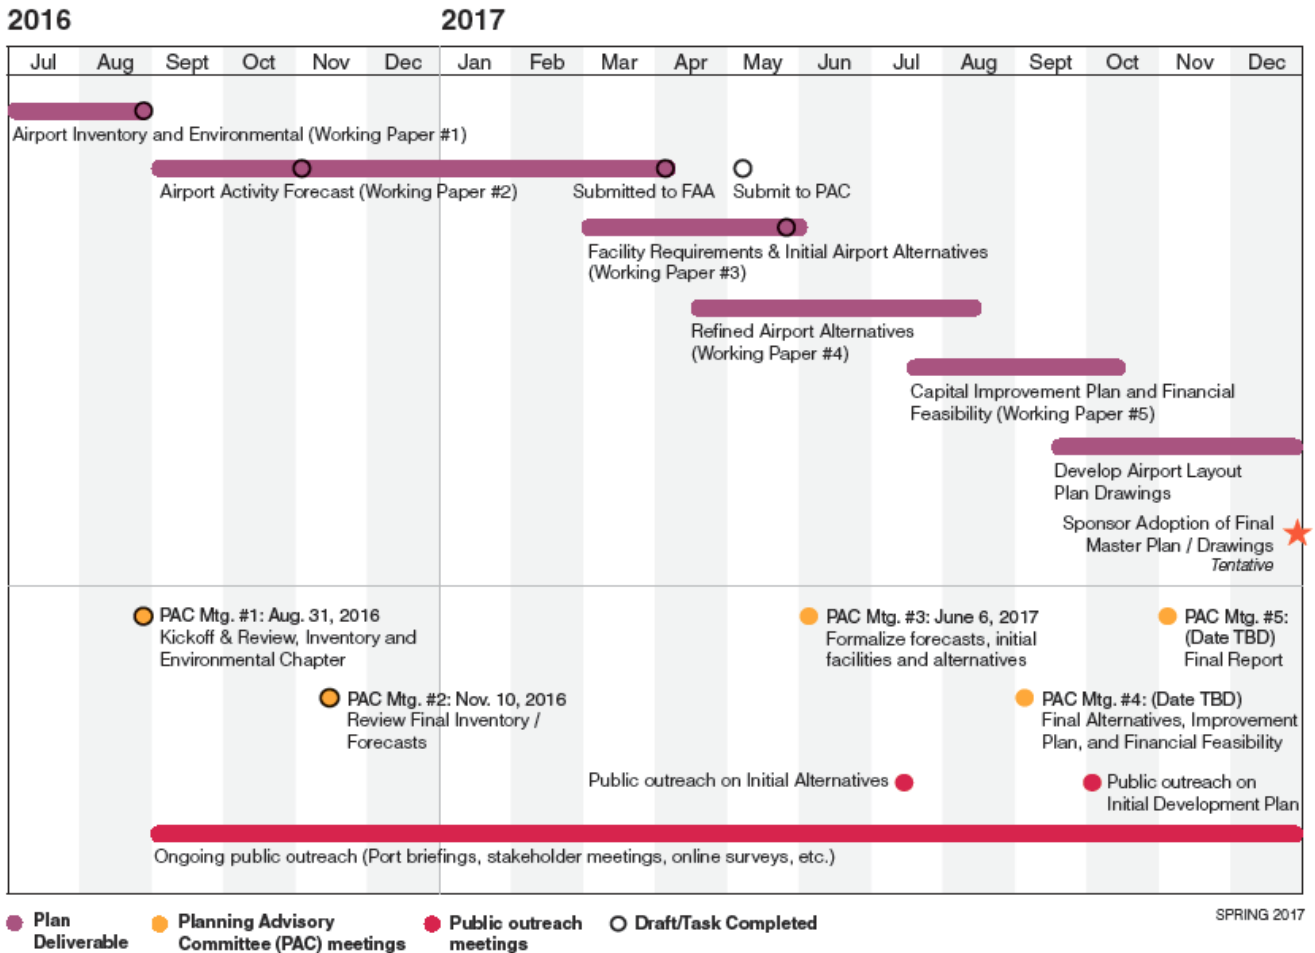 2016 2017
Jul Aug Sept Oct Nov Dec Jan Feb Mar Apr May Jun Jul Aug Sept Oct Nov Dec
Airport Inventory and Environmental (Working Paper #1)
Airport Activity Forecast (Working Paper #2)
Submitted to FAA
Submit to PAC
Facility Requirements & Initial Airport Alternatives
(Working Paper #3)
Refined Airport Alternatives
(Working Paper #4)
Capital Improvement Plan and Financial
Feasibility (Working Paper #5)
Develop Airport Layout
Plan Drawings
Sponsor Adoption of Final
Master Plan / Drawings
Tentative
PAC Mtg. #1: Aug. 31, 2016
Kickoff & Review, Inventory and
Environmental Chapter
PAC Mtg. #2: Nov. 10, 2016
Review Final Inventory /
Forecasts
PAC Mtg. #3: June 6, 2017
Formalize forecasts, initial
facilities and alternatives
PAC Mtg. #5:
(Date TBD)
Final Report
PAC Mtg. #4: (Date TBD)
Final Alternatives, Improvement
Plan, and Financial Feasibility
Public outreach on Initial Alternatives
Public outreach on
Initial Development Plan
Ongoing public outreach (Port briefings, stakeholder meetings, online surveys, etc.)
Plan
Deliverable
Planning Advisory
Committee (PAC) meetings
Public outreach
meetings
Draft/Task Completed
SPRING 2017